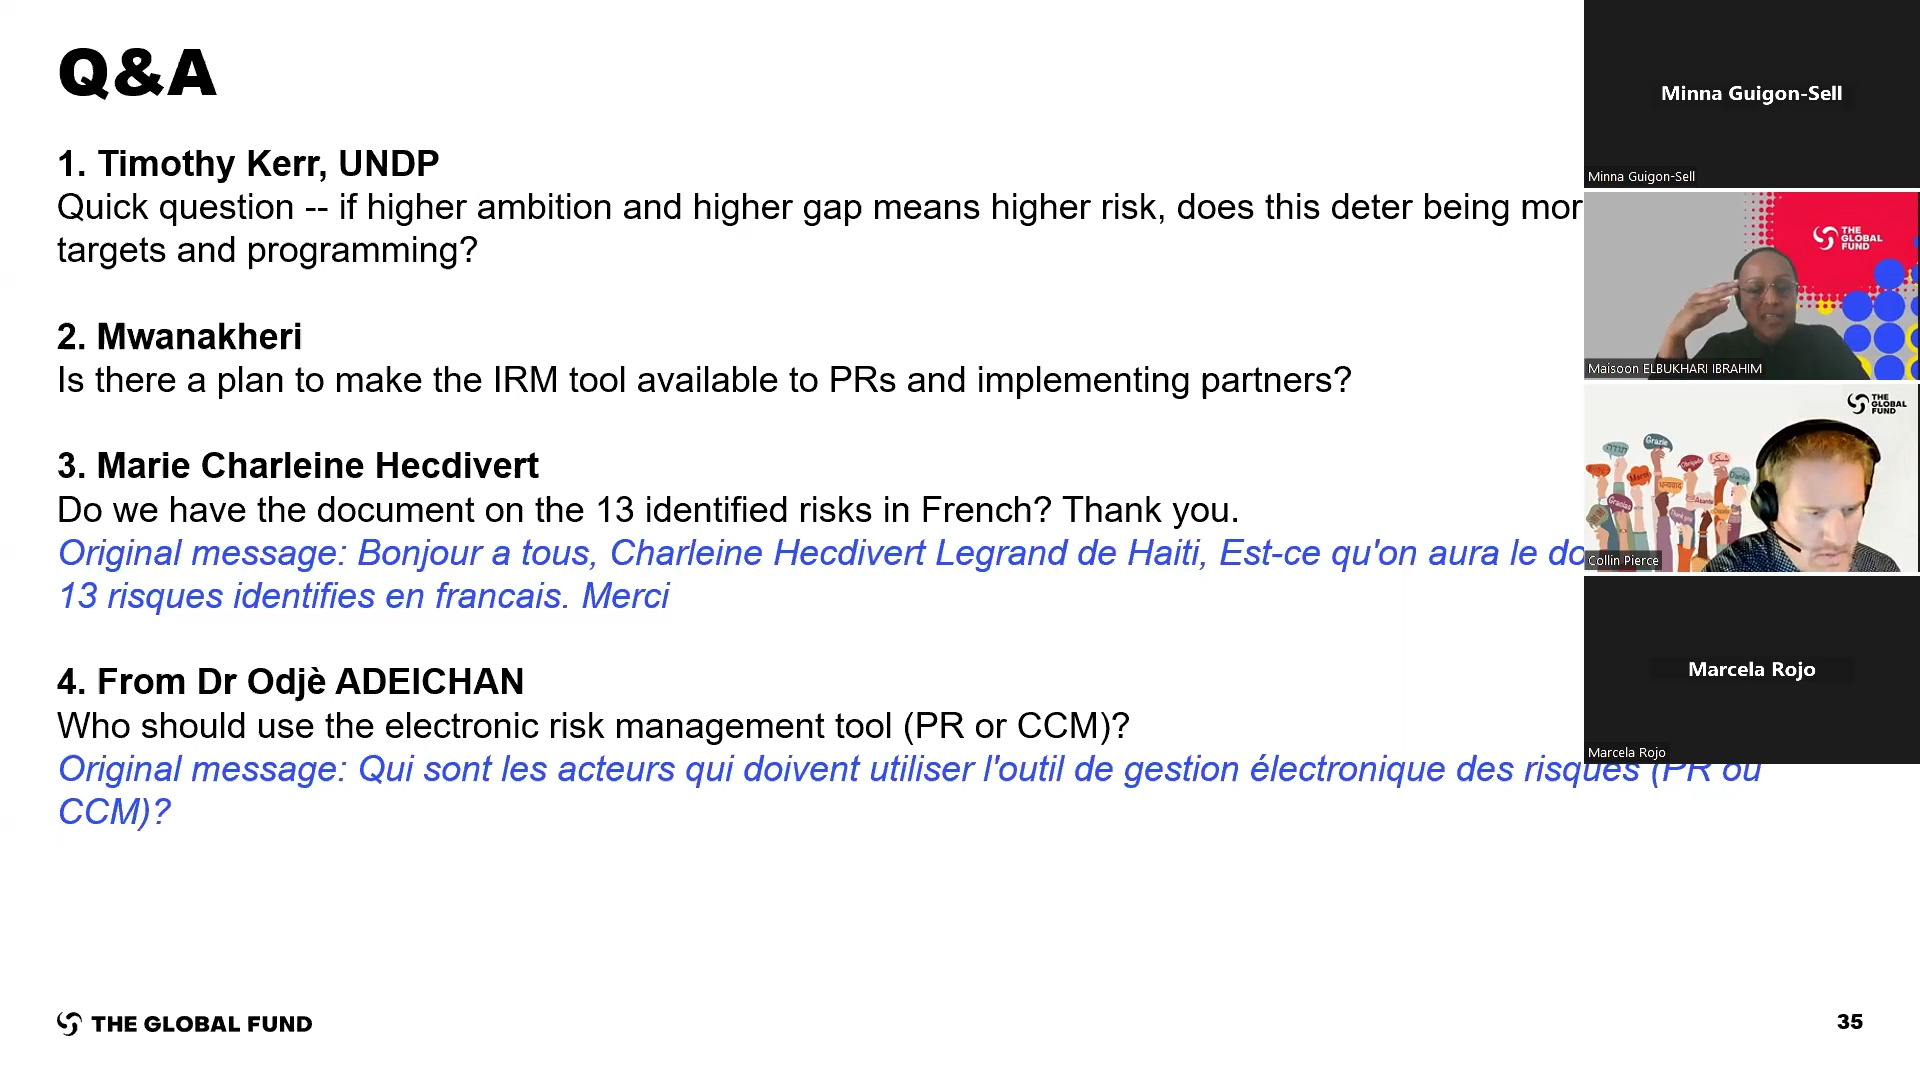 Q&A
1. Timothy Kerr, UNDP
Quick question -- if higher ambition and higher gap means higher risk, does this deter being
targets and programming?
2. Mwanakheri
Is there a plan to make the IRM tool available to PRs and implementing partners?
3. Marie Charleine Hecdivert
Do we have the document on the 13 identified risks in French? Thank you.
Original message: Bonjour a tous, Charleine Hecdivert Legrand de Haiti, Est-ce qu'on aura le
13 risques identifies en francais. Merci
4. From Dr Odjè ADEICHAN
Who should use the electronic risk management tool (PR or CCM)?
Original message: Qui sont les acteurs qui doivent utiliser l'outil de gestion électronique des risques (PR ou
CCM)?
THE GLOBAL FUND
35
Minna Guigon-Sell
Minna Guigon-Sell
THE
GLOBAL
FUND
Maisoon ELBUKHARI IBRAHIM
THE
GLOBAL
FUND
Grazie
Danke
Gracias
Collin Pierce
Marcela Rojo
Marcela Rojo